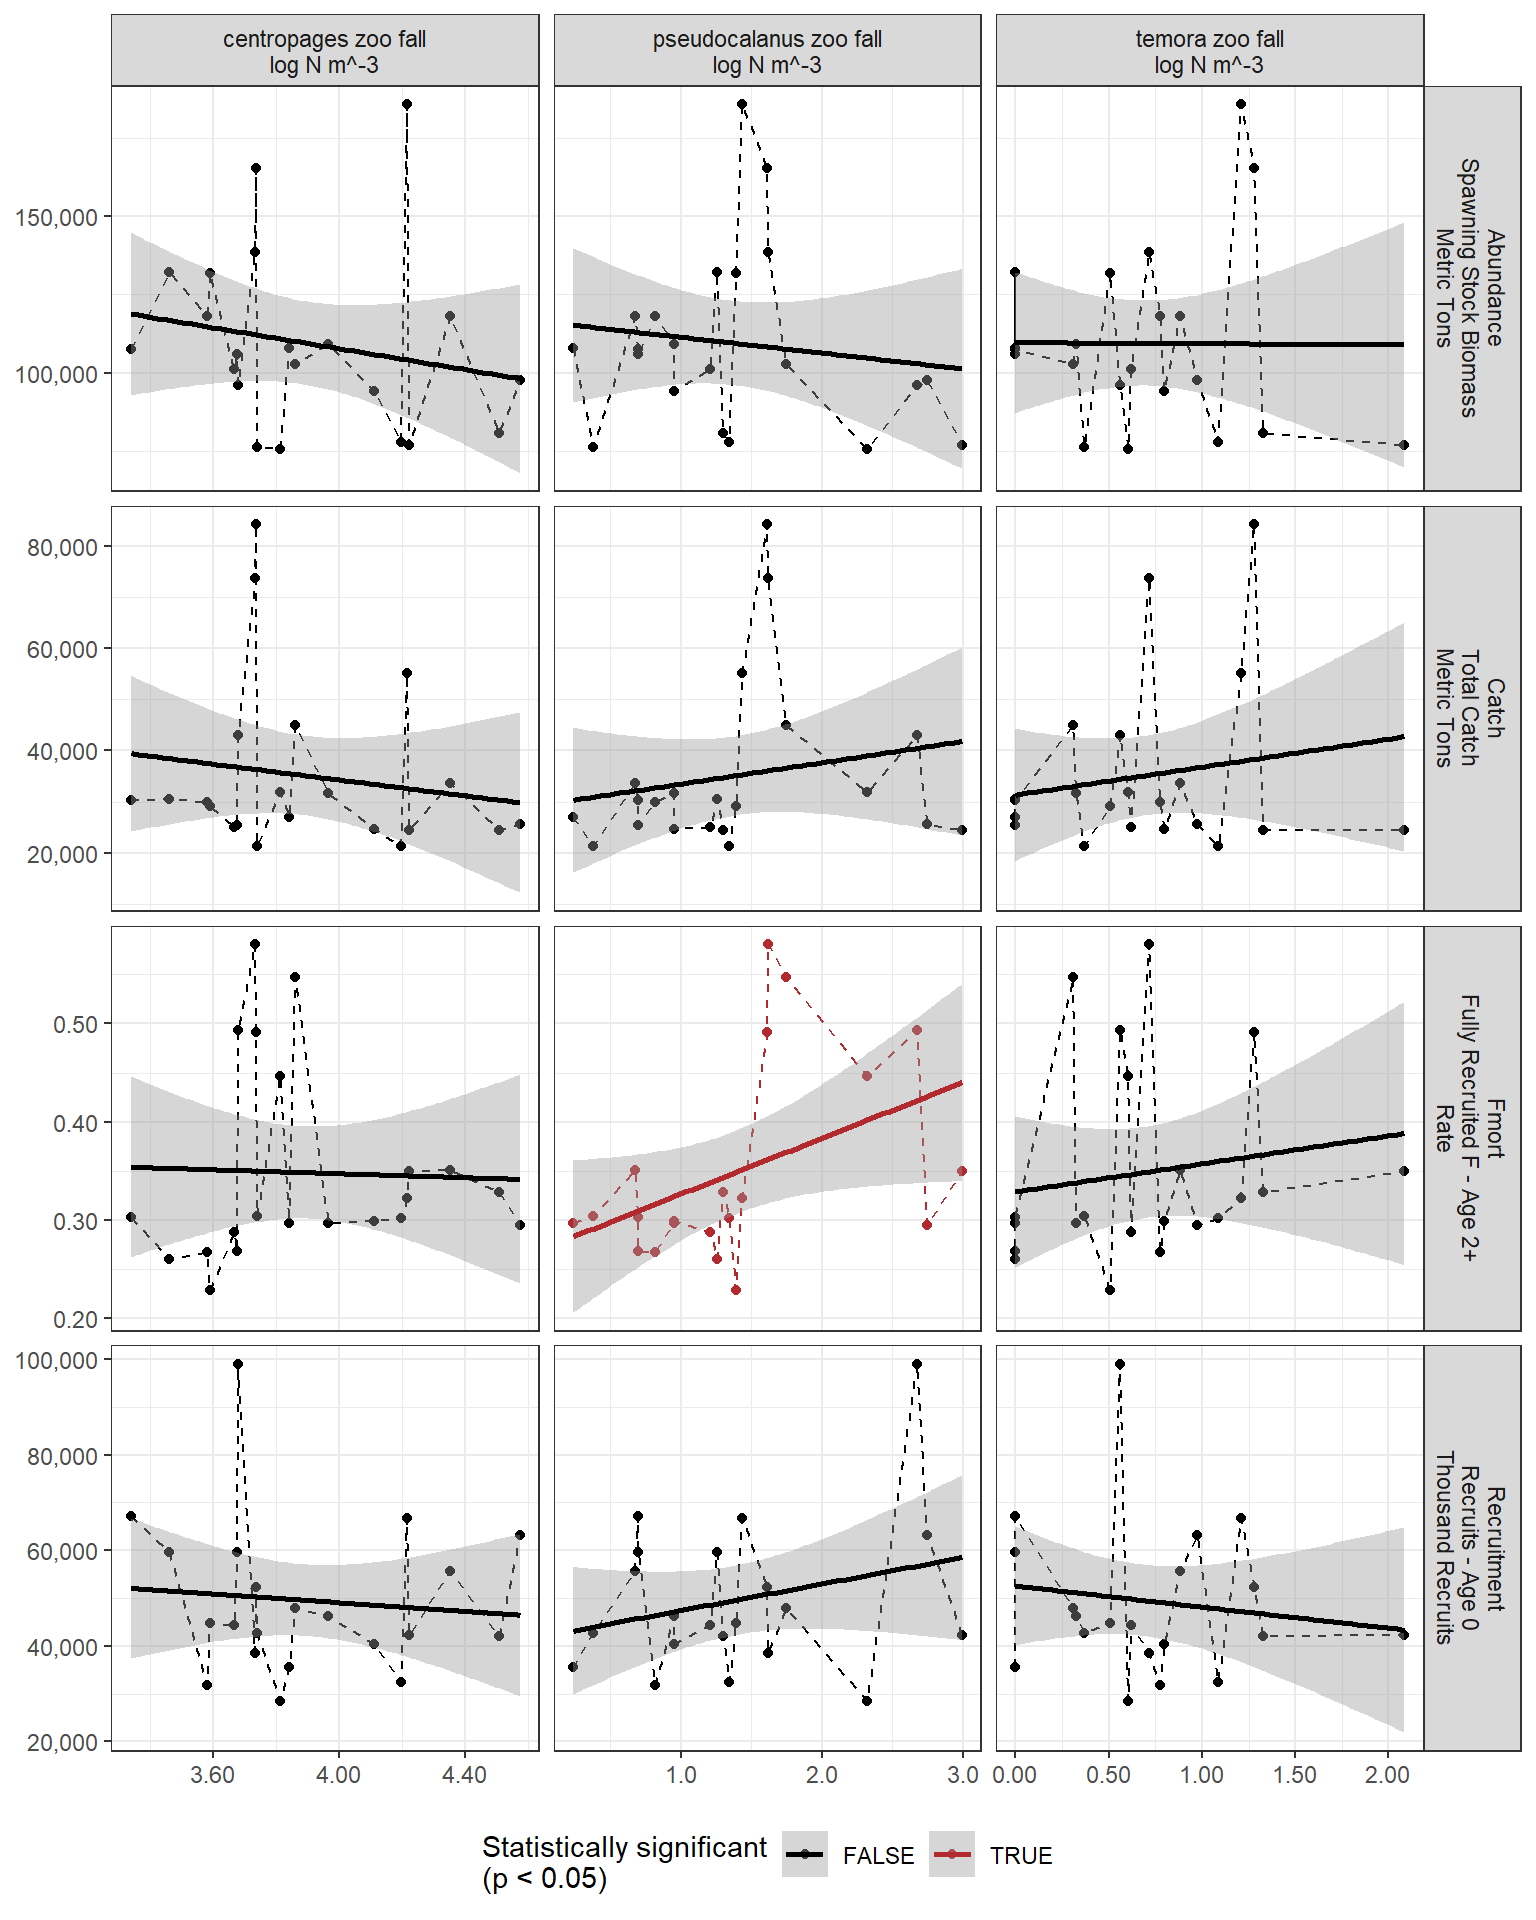 centropages zoo fall
log N m^-3
pseudocalanus zoo fall
log N m^-3
temora zoo fall
log N m^-3
150,000
100,000
Abundance
Spawning Stock Biomass
Metric Tons
80,000
60,000
40,000
20,000
Catch
Total Catch
Metric Tons
0.50
0.40
0.30
0.20
Fmort
Fully Recruited F - Age 2+
Rate
100,000
80,000
60,000
40,000
20,000
Recruitment
Recruits - Age 0
Thousand Recruits
3.60 4.00 4.40
1.0 2.0 3.0
0.00 0.50 1.00 1.50 2.00
Statistically significant
(p < 0.05)
FALSE
TRUE